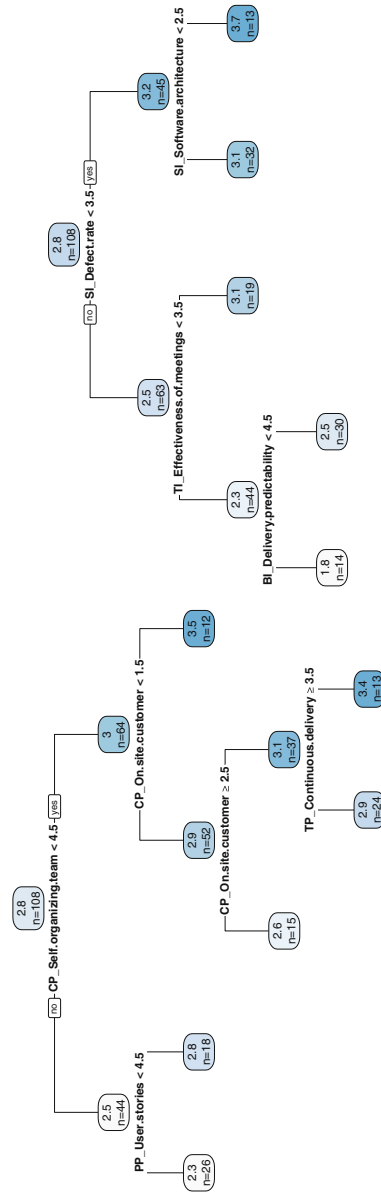 2.8
n=108
no
CP_Self.organizing.team < 4.5
yes
2.5
n=44
3
n=64
PP_User.stories < 4.5
CP_On.site.customer < 1.5
2.3
n=26
2.8
n=18
2.9
n=52
3.5
n=12
CP_On.site.customer ≥ 2.5
2.6
n=15
3.1
n=37
TP_Continuous.delivery ≥ 3.5
2.9
n=24
3.4
n=13
2.8
n=108
no
SI_Defect.rate < 3.5
yes
2.5
n=63
3.2
n=45
TI_Effectiveness.of.meetings < 3.5
SI_Software.architecture < 2.5
2.3
n=44
3.1
n=19
3.1
n=32
3.7
n=13
BI_Delivery.predictability < 4.5
1.8
n=14
2.5
n=30